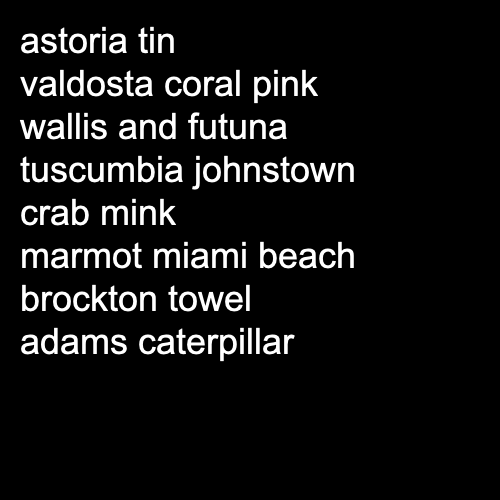 astoria tin
valdosta coral pink
wallis and futuna
tuscumbia johnstown
crab mink
marmot miami beach
brockton towel
adams caterpillar